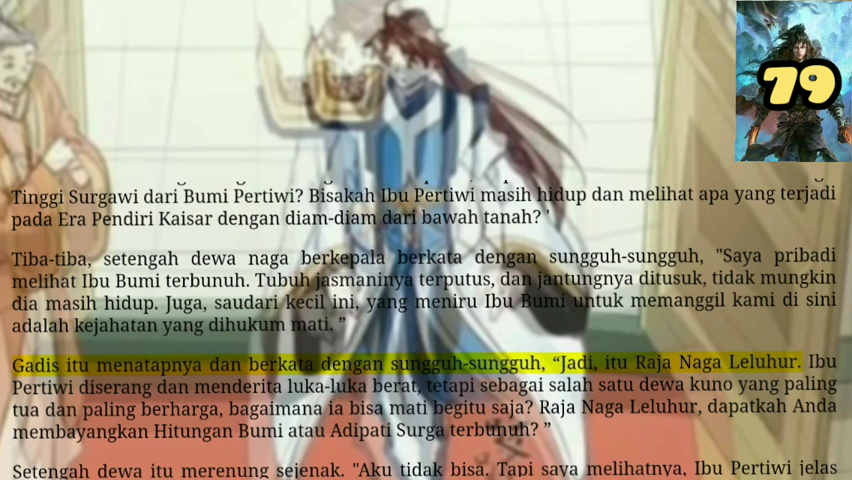 79
Tinggi Surgawi dari Bumi Pertiwi? Bisakah Ibu Pertiwi masih hidup dan melihat apa yang terjadi
pada Era Pendiri Kaisar dengan diam-diam dari bawah tanah? '
Tiba-tiba, setengah dewa naga berkepala berkata dengan sungguh-sungguh, "Saya pribadi
melihat Ibu Bumi terbunuh. Tubuh jasmaninya terputus, dan jantungnya ditusuk, tidak mungkin
dia masih hidup. Juga, saudari kecil ini, yang meniru Ibu Bumi untuk memanggil kami di sini
adalah kejahatan yang dihukum mati. ”
Gadis itu menatapnya dan berkata dengan sungguh-sungguh, “Jadi, itu Raja Naga Leluhur. Ibu
Pertiwi diserang dan menderita luka-luka berat, tetapi sebagai salah satu dewa kuno yang paling
tua dan paling berharga, bagaimana ia bisa mati begitu saja? Raja Naga Leluhur, dapatkah Anda
membayangkan Hitungan Bumi atau Adipati Surga terbunuh? ”
Setengah dewa itu merenung sejenak. "Aku tidak bisa. Tapi saya melihatnya, Ibu Pertiwi jelas